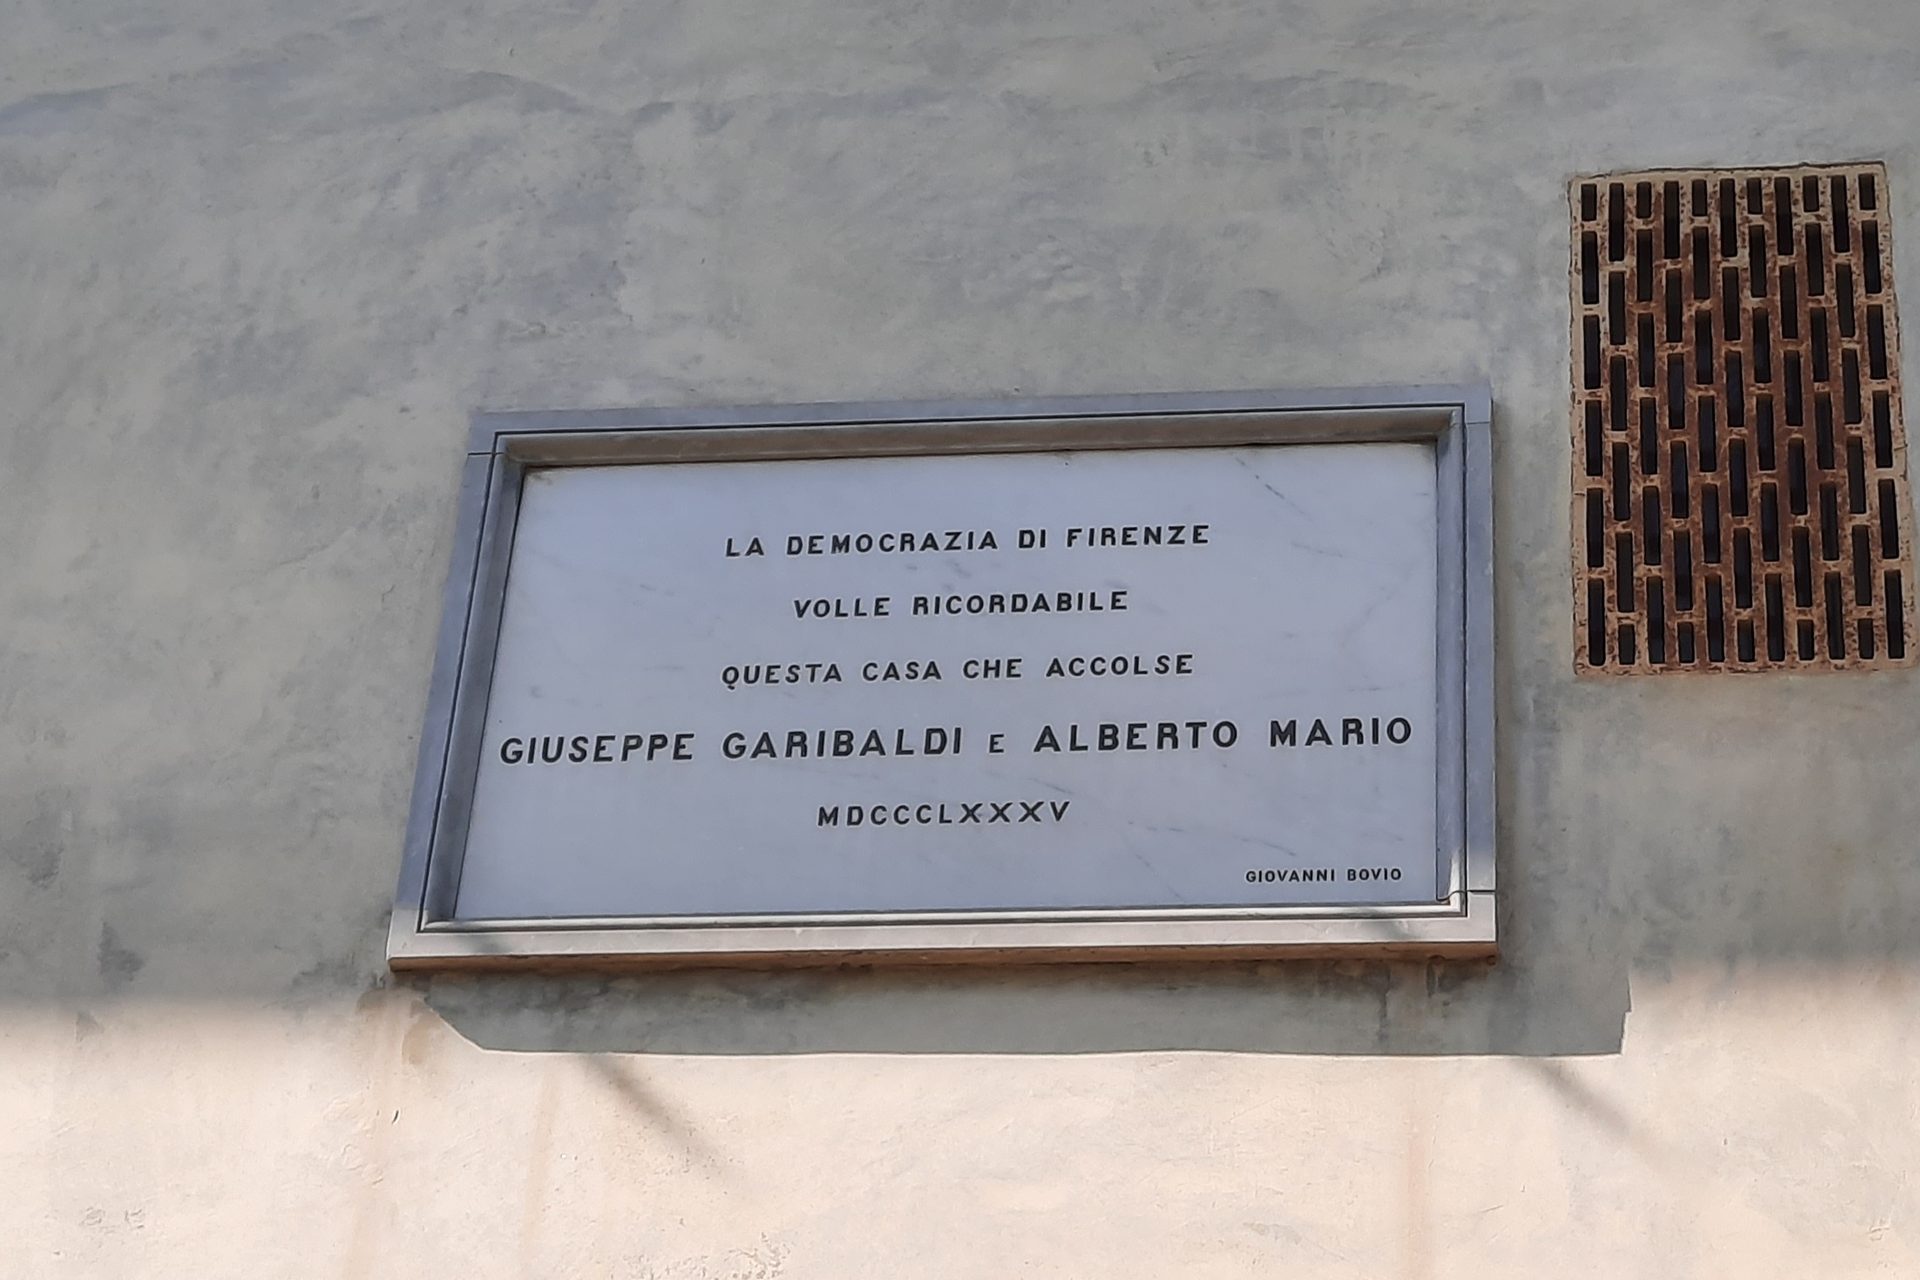 LA DEMOCRAZIA DI FIRENZE
VOLLE RICORDABILE
QUESTA CASA CHE ACCOLSE
GIUSEPPE GARIBALDI E ALBERTO MARIO
MDCCCLXXXV
GIOVANNI BOVIO